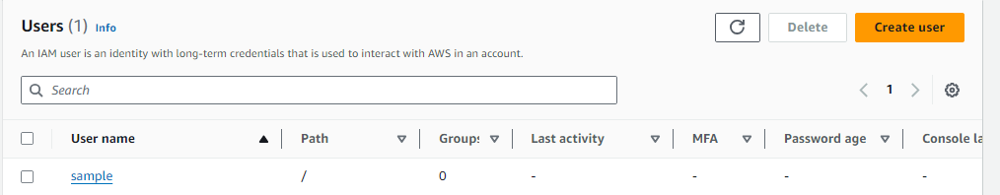 Users (1) Info
Delete
Create user
An IAM user is an identity with long-term credentials that is used to interact with AWS in an account.
Search
1
User name Path Groups Last activity MFA Password age Console la
sample / 0 - - - -